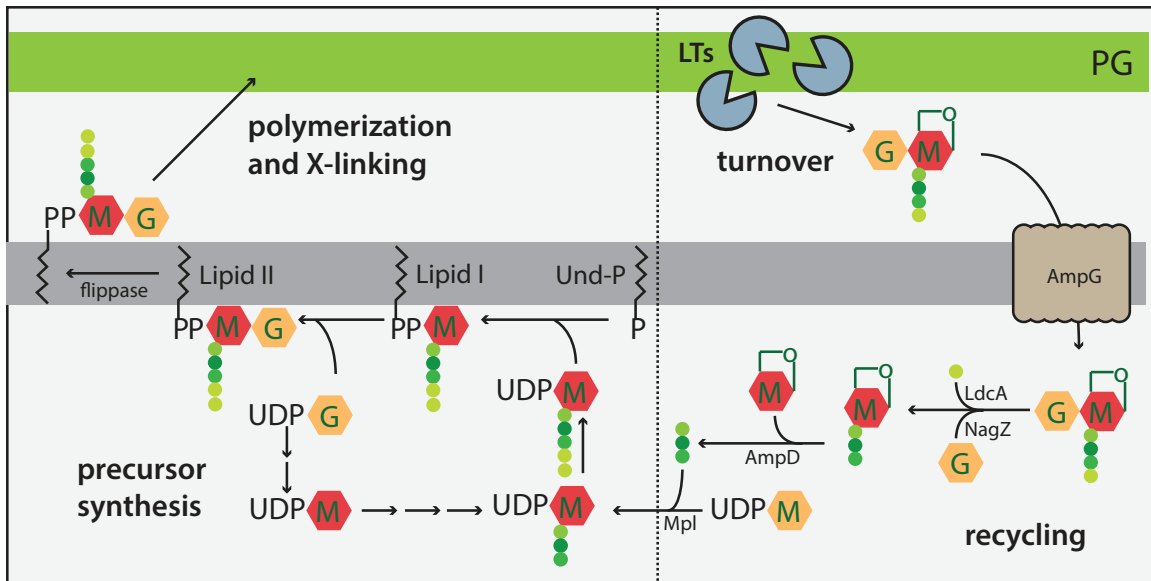 LTs
PG
polymerization
and X-linking
turnover
G M O
PP M G
AmpG
Lipid II
Lipid I
Und-P
flippase
PP M G
PP M
P
O
M
O
M
LdcA
NagZ
G
O
G M
UDP M
UDP G
AmpD
precursor
synthesis
UDP M
UDP M
Mpl
UDP M
recycling